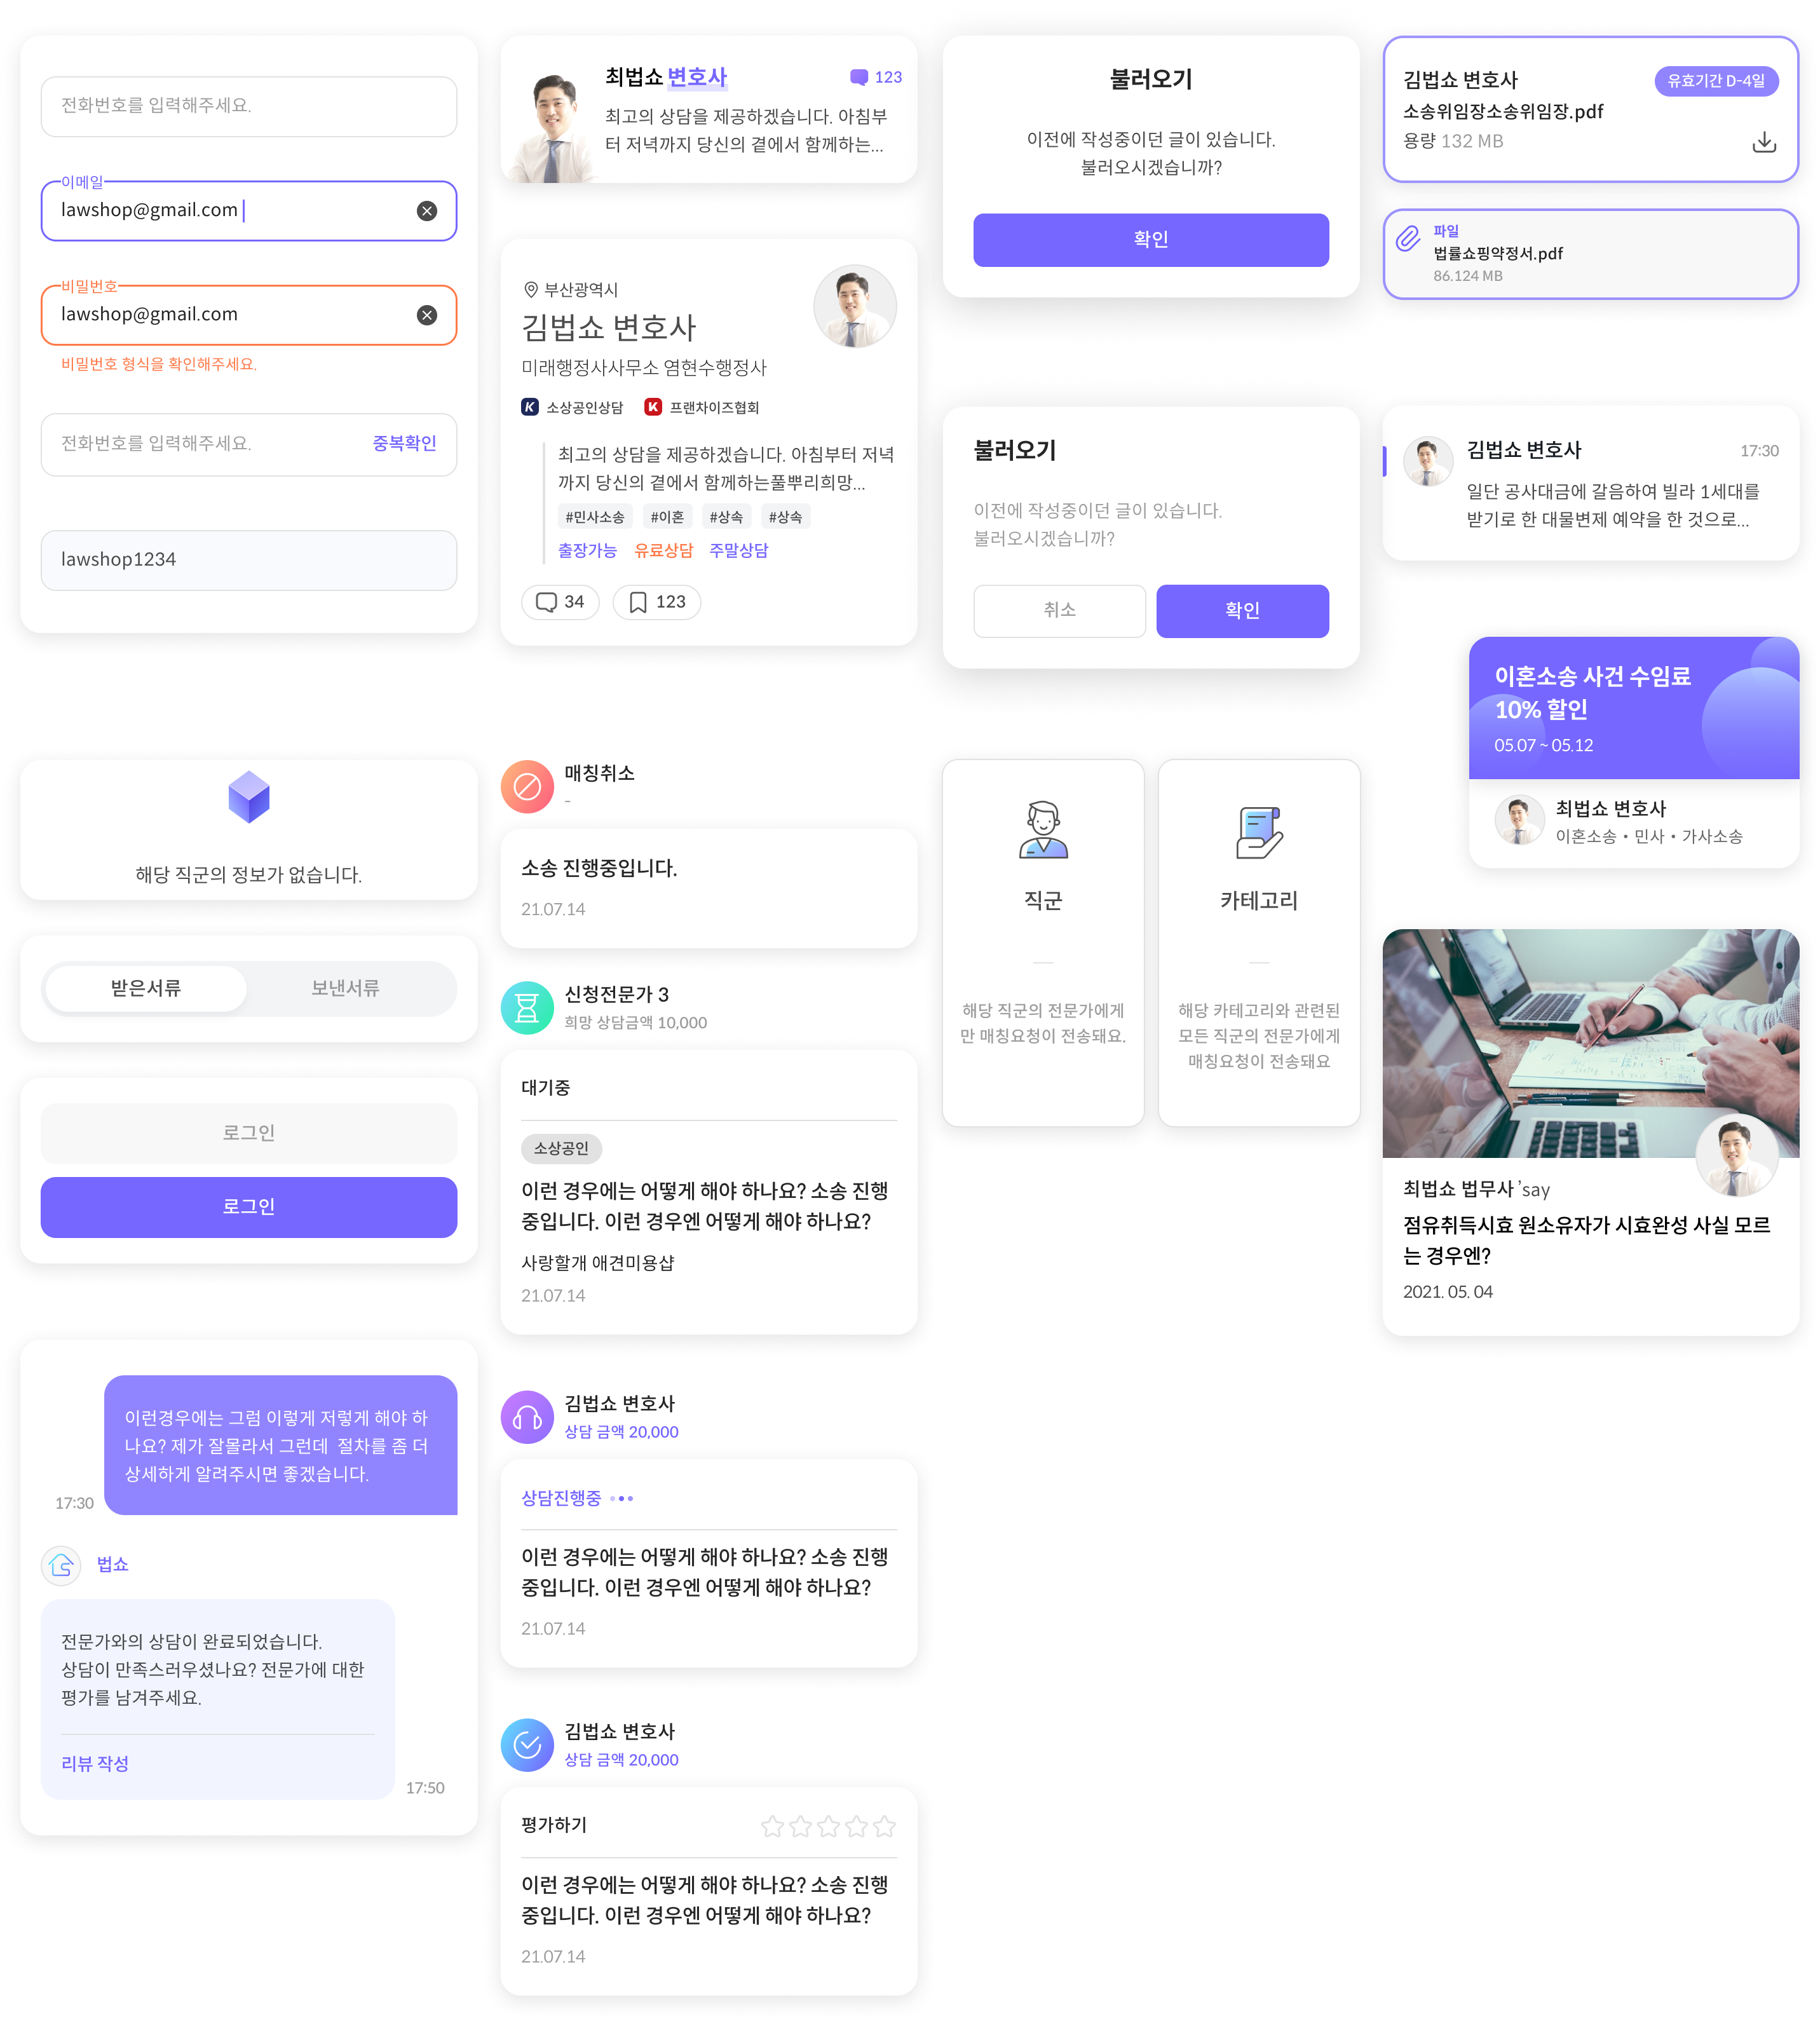 전화번호를 입력해주세요.
이메일
lawshop@gmail.com
비밀번호
lawshop@gmail.com
비밀번호 형식을 확인해주세요.
전화번호를 입력해주세요. 중복확인
lawshop1234
해당 직군의 정보가 없습니다.
받은서류 보낸서류
로그인
로그인
이런경우에는 그럼 이렇게 저렇게 해야 하
나요? 제가 잘몰라서 그런데 절차를 좀 더
상세하게 알려주시면 좋겠습니다.
17:30
법쇼
전문가와의 상담이 완료되었습니다.
상담이 만족스러우셨나요? 전문가에 대한
평가를 남겨주세요.
리뷰 작성
17:50
최법쇼 변호사 123
최고의 상담을 제공하겠습니다. 아침부
터 저녁까지 당신의 곁에서 함께하는...
부산광역시
김법쇼 변호사
미래행정사사무소 염현수행정사
K 소상공인상담 K 프랜차이즈협회
최고의 상담을 제공하겠습니다. 아침부터 저녁
까지 당신의 곁에서 함께하는풀뿌리희망...
#민사소송 #이혼 #상속 #상속
출장가능 유료상담 주말상담
34 123
매칭취소
-
소송 진행중입니다.
21.07.14
신청전문가 3
희망 상담금액 10,000
대기중
소상공인
이런 경우에는 어떻게 해야 하나요? 소송 진행
중입니다. 이런 경우엔 어떻게 해야 하나요?
사랑할개 애견미용샵
21.07.14
김법쇼 변호사
상담 금액 20,000
상담진행중
이런 경우에는 어떻게 해야 하나요? 소송 진행
중입니다. 이런 경우엔 어떻게 해야 하나요?
21.07.14
김법쇼 변호사
상담 금액 20,000
평가하기
이런 경우에는 어떻게 해야 하나요? 소송 진행
중입니다. 이런 경우엔 어떻게 해야 하나요?
21.07.14
불러오기
이전에 작성중이던 글이 있습니다.
불러오시겠습니까?
확인
불러오기
이전에 작성중이던 글이 있습니다.
불러오시겠습니까?
취소 확인
직군
해당 직군의 전문가에게
만 매칭요청이 전송돼요.
카테고리
해당 카테고리와 관련된
모든 직군의 전문가에게
매칭요청이 전송돼요
김법쇼 변호사 유효기간 D-4일
소송위임장소송위임장.pdf
용량 132 MB
파일
법률쇼핑약정서.pdf
86.124 MB
김법쇼 변호사 17:30
일단 공사대금에 갈음하여 빌라 1세대를
받기로 한 대물변제 예약을 한 것으로...
이혼소송 사건 수임료
10% 할인
05.07 ~ 05.12
최법쇼 변호사
이혼소송 • 민사 • 가사소송
최법쇼 법무사 ’say
점유취득시효 원소유자가 시효완성 사실 모르
는 경우엔?
2021. 05. 04